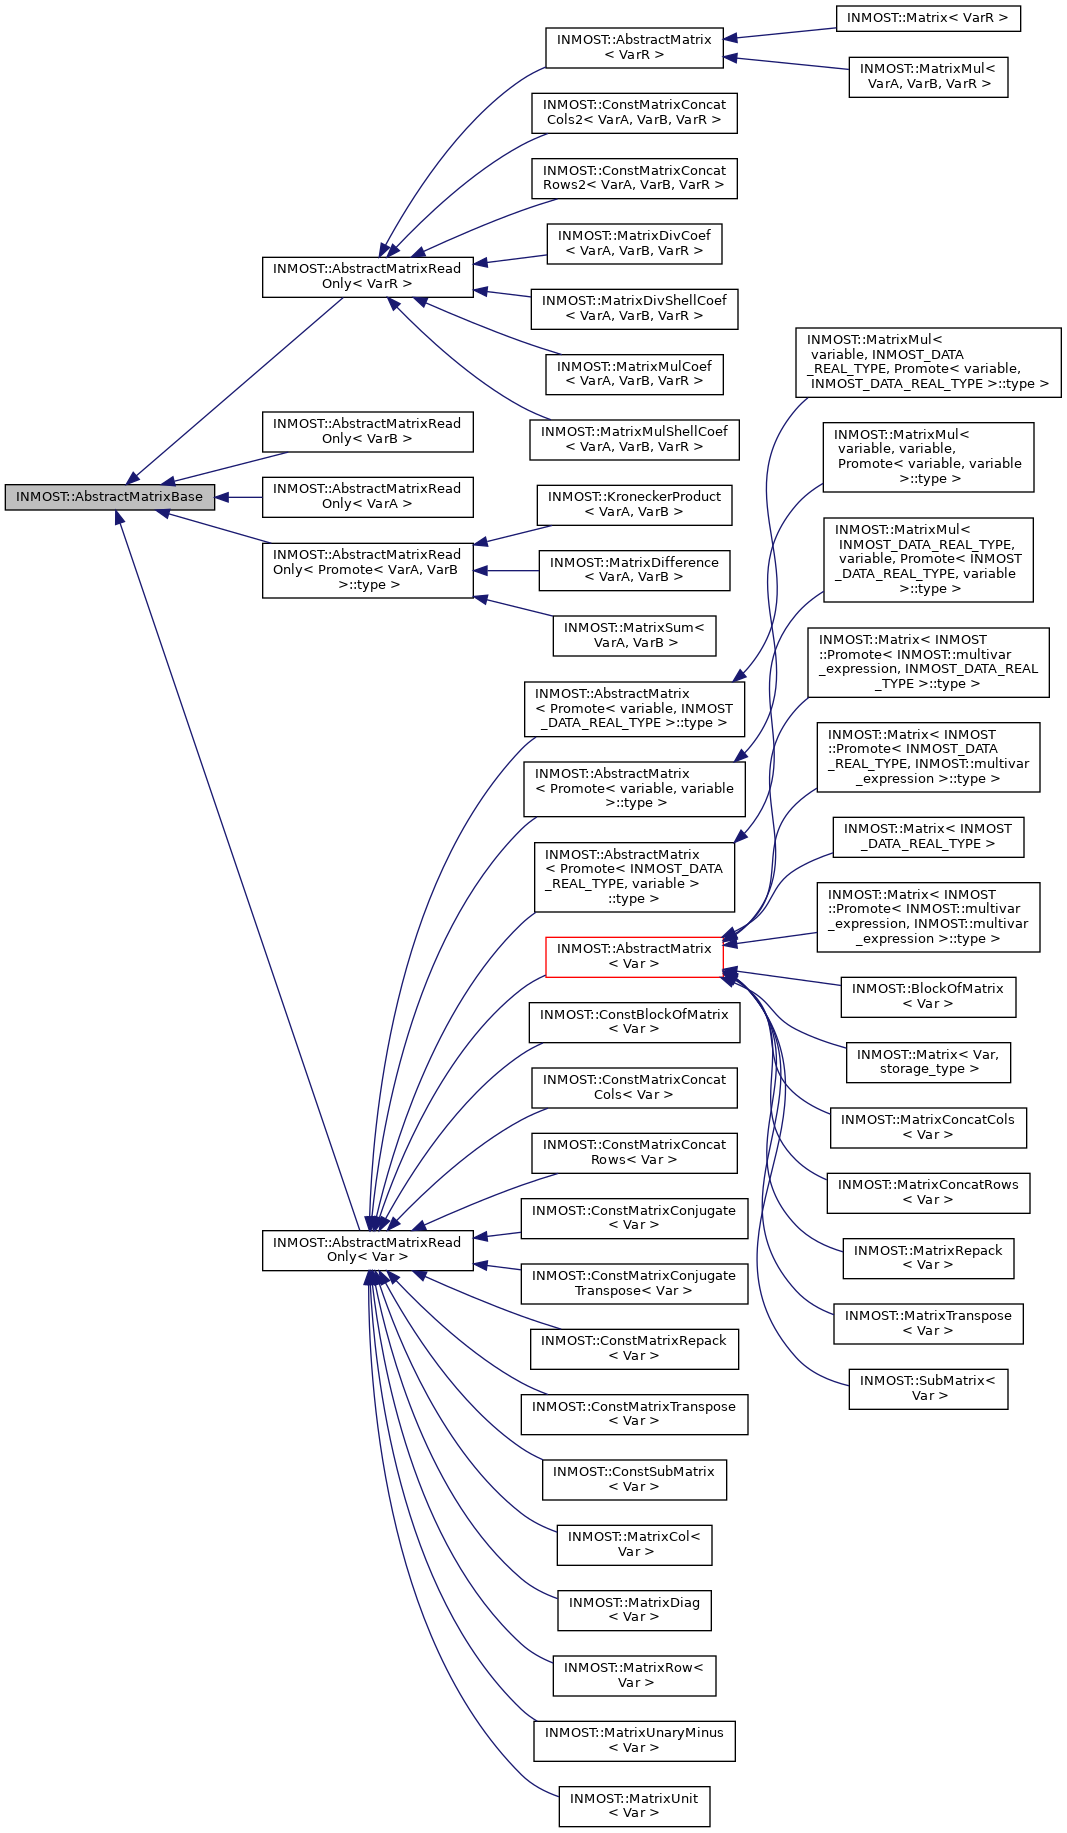 INMOST::AbstractMatrixBase
INMOST::AbstractMatrixRead
Only< VarR >
INMOST::AbstractMatrixRead
Only< VarB >
INMOST::AbstractMatrixRead
Only< VarA >
INMOST::AbstractMatrixRead
Only< Promote< VarA, VarB
>::type >
INMOST::AbstractMatrixRead
Only< Var >
INMOST::AbstractMatrix
< VarR >
INMOST::ConstMatrixConcat
Cols2< VarA, VarB, VarR >
INMOST::ConstMatrixConcat
Rows2< VarA, VarB, VarR >
INMOST::MatrixDivCoef
< VarA, VarB, VarR >
INMOST::MatrixDivShellCoef
< VarA, VarB, VarR >
INMOST::MatrixMulCoef
< VarA, VarB, VarR >
INMOST::MatrixMulShellCoef
< VarA, VarB, VarR >
INMOST::KroneckerProduct
< VarA, VarB >
INMOST::MatrixDifference
< VarA, VarB >
INMOST::MatrixSum<
VarA, VarB >
INMOST::AbstractMatrix
< Promote< variable, INMOST
_DATA_REAL_TYPE >::type >
INMOST::AbstractMatrix
< Promote< variable, variable
>::type >
INMOST::AbstractMatrix
< Promote< INMOST_DATA
_REAL_TYPE, variable >
::type >
INMOST::AbstractMatrix
< Var >
INMOST::ConstBlockOfMatrix
< Var >
INMOST::ConstMatrixConcat
Cols< Var >
INMOST::ConstMatrixConcat
Rows< Var >
INMOST::ConstMatrixConjugate
< Var >
INMOST::ConstMatrixConjugate
Transpose< Var >
INMOST::ConstMatrixRepack
< Var >
INMOST::ConstMatrixTranspose
< Var >
INMOST::ConstSubMatrix
< Var >
INMOST::MatrixCol<
Var >
INMOST::MatrixDiag
< Var >
INMOST::MatrixRow<
Var >
INMOST::MatrixUnaryMinus
< Var >
INMOST::MatrixUnit
< Var >
INMOST::Matrix< VarR >
INMOST::MatrixMul<
VarA, VarB, VarR >
INMOST::MatrixMul<
variable, INMOST_DATA
_REAL_TYPE, Promote< variable,
INMOST_DATA_REAL_TYPE >::type >
INMOST::MatrixMul<
variable, variable,
Promote< variable, variable
>::type >
INMOST::MatrixMul<
INMOST_DATA_REAL_TYPE,
variable, Promote< INMOST
_DATA_REAL_TYPE, variable
>::type >
INMOST::Matrix< INMOST
::Promote< INMOST::multivar
_expression, INMOST_DATA_REAL
_TYPE >::type >
INMOST::Matrix< INMOST
::Promote< INMOST_DATA
_REAL_TYPE, INMOST::multivar
_expression >::type >
INMOST::Matrix< INMOST
_DATA_REAL_TYPE >
INMOST::Matrix< INMOST
::Promote< INMOST::multivar
_expression, INMOST::multivar
_expression >::type >
INMOST::BlockOfMatrix
< Var >
INMOST::Matrix< Var,
storage_type >
INMOST::MatrixConcatCols
< Var >
INMOST::MatrixConcatRows
< Var >
INMOST::MatrixRepack
< Var >
INMOST::MatrixTranspose
< Var >
INMOST::SubMatrix<
Var >